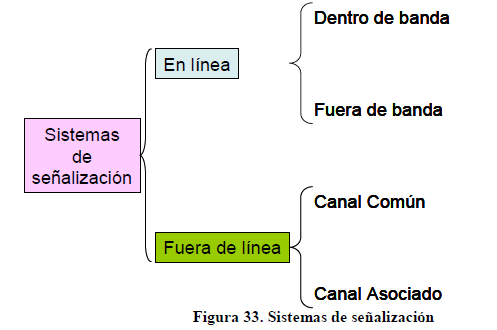 Dentro de banda
En línea
Fuera de banda
Sistemas
de
señalización
Canal Común
Fuera de línea
Canal Asociado
Figura 33. Sistemas de señalización